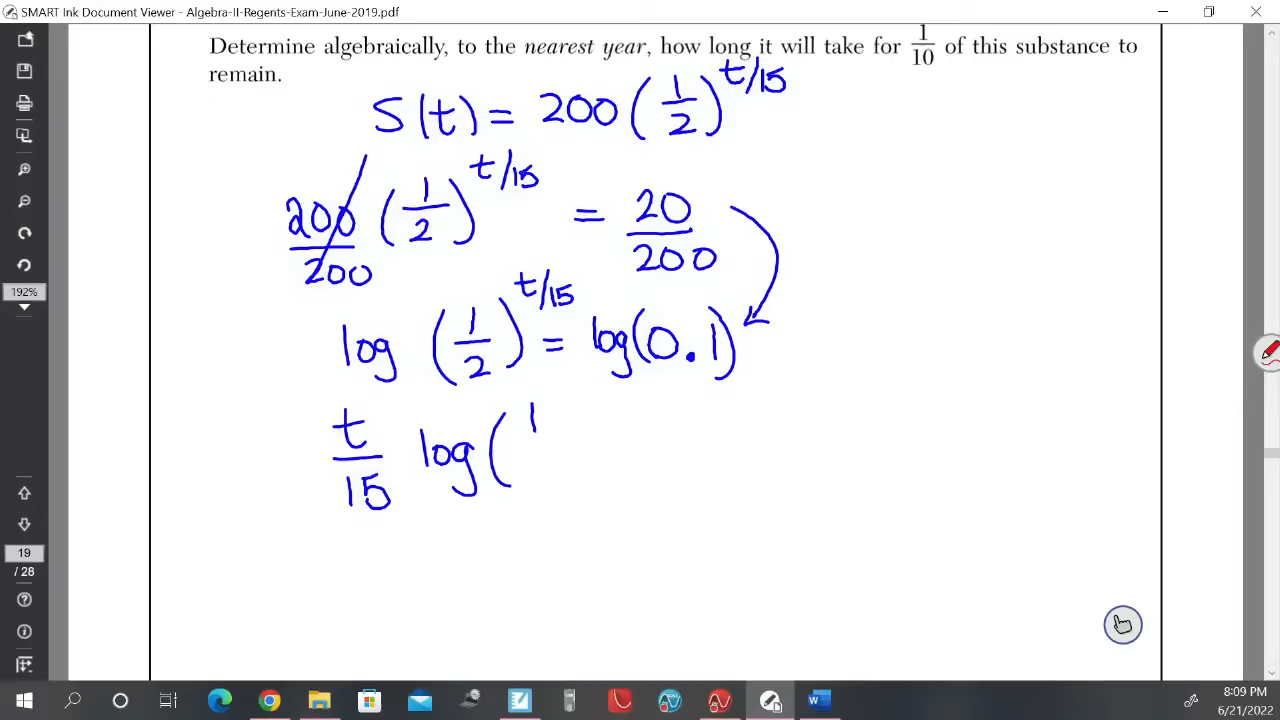 SMART Ink Document Viewer - Algebra-II-Regents-Exam-June-2019.pdf
Determine algebraically, to the nearest year, how long it will take for 1/10 of this substance to
remain.
S(t) = 200 (1/2)^t/15
200/200 (1/2)^t/15 = 20/200
log (1/2)^t/15 = log(0.1)
t/15 log( 1
192%
19
/ 28
8:09 PM
6/21/2022